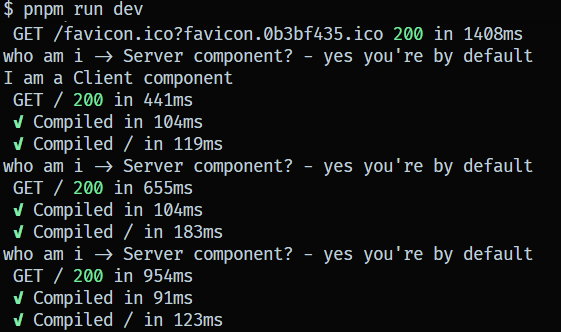 $ pnpm run dev
GET /favicon.ico?favicon.0b3bf435.ico 200 in 1408ms
who am i -> Server component? - yes you're by default
I am a Client component
GET / 200 in 441ms
✓ Compiled in 104ms
✓ Compiled / in 119ms
who am i -> Server component? - yes you're by default
GET / 200 in 655ms
✓ Compiled in 104ms
✓ Compiled / in 183ms
who am i -> Server component? - yes you're by default
GET / 200 in 954ms
✓ Compiled in 91ms
✓ Compiled / in 123ms